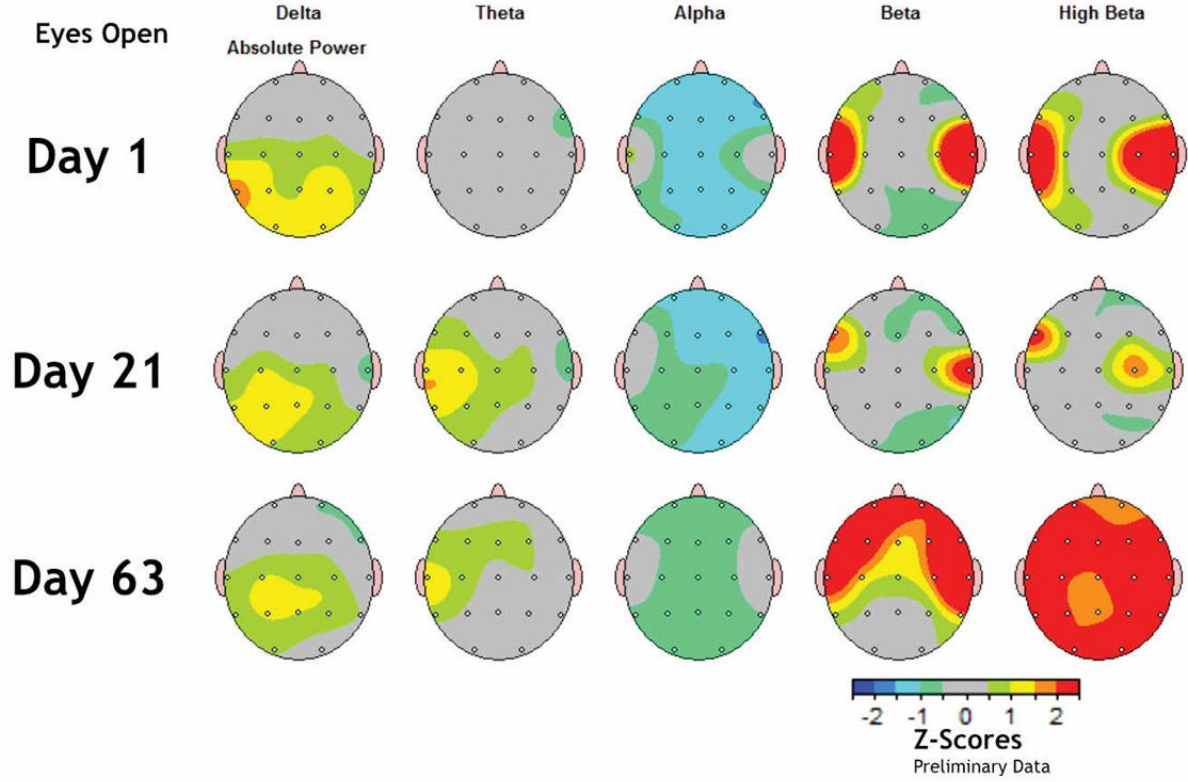 Eyes Open
Delta Theta Alpha Beta High Beta
Absolute Power
Day 1
Day 21
Day 63
-2 -1 0 1 2
Z-Scores
Preliminary Data